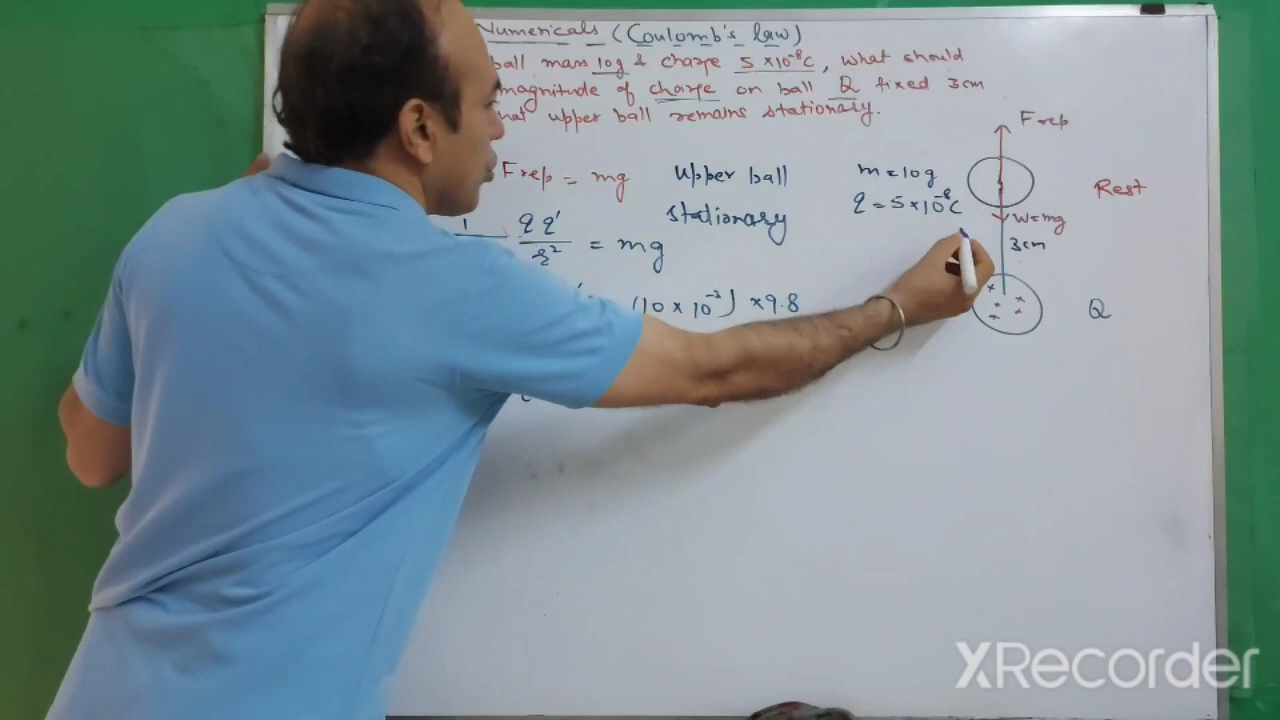 Numericals (Coulomb's law)
ball mass 10g & charge 5 × 10⁻⁸C, what should
magnitude of charge on ball Q fixed 3cm
that upper ball remains stationary.
Frep
Frep = mg
Upper ball
m = 10g
Rest
stationary
q = 5 × 10⁻⁸C
W=mg
1 q q' / r² = mg
3cm
(10 × 10⁻³) × 9.8
Q
XRecorder